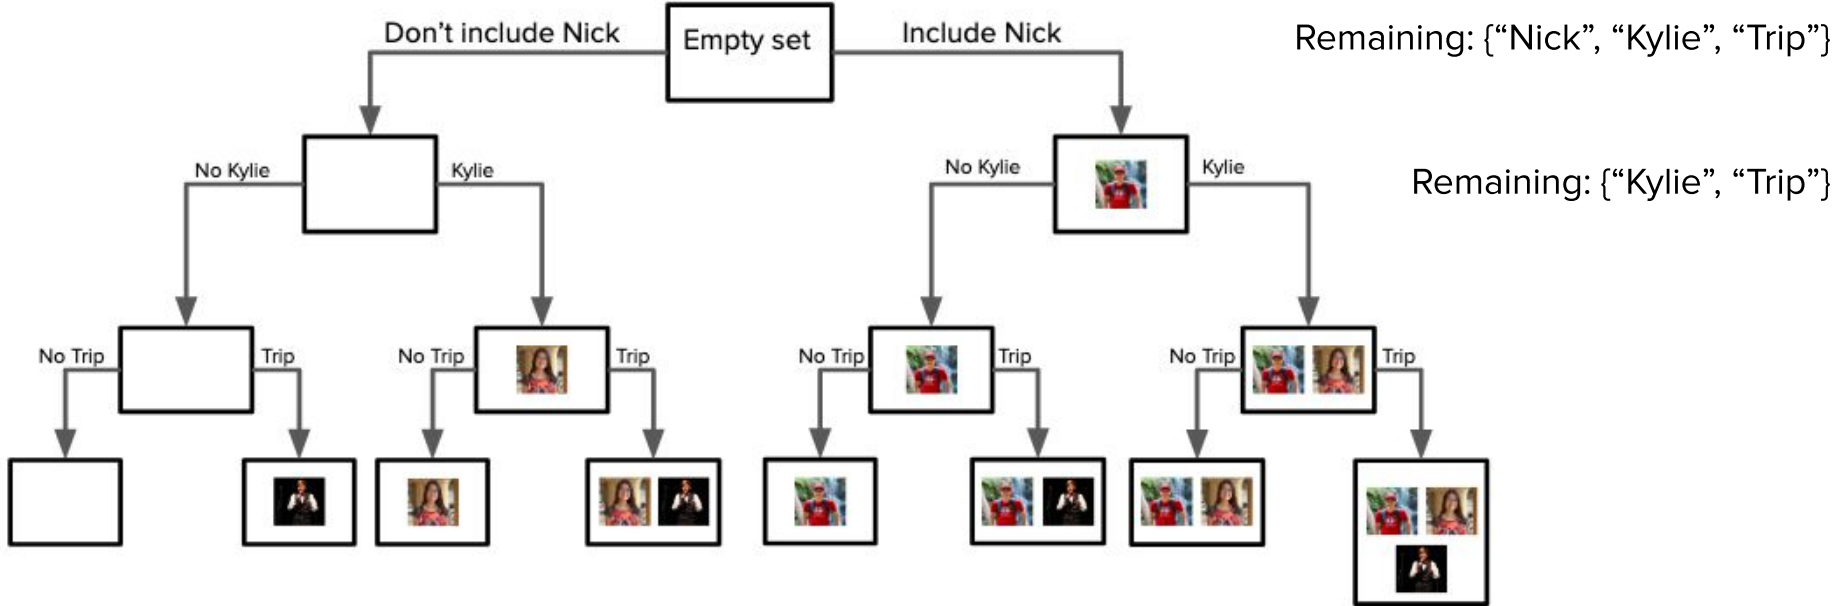 Don’t include Nick
Empty set
Include Nick
Remaining: {“Nick”, “Kylie”, “Trip”}
No Kylie
Kylie
No Kylie
Kylie
Remaining: {“Kylie”, “Trip”}
No Trip
Trip
No Trip
Trip
No Trip
Trip
No Trip
Trip